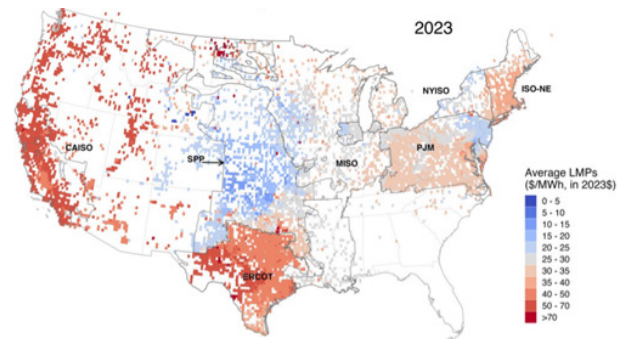 2023
NYISO
ISO-NE
CAISO
SPP
MISO
PJM
ERCOT
Average LMPs
($/MWh, in 2023$)
0 - 5
5 - 10
10 - 15
15 - 20
20 - 25
25 - 30
30 - 35
35 - 40
40 - 50
50 - 70
>70